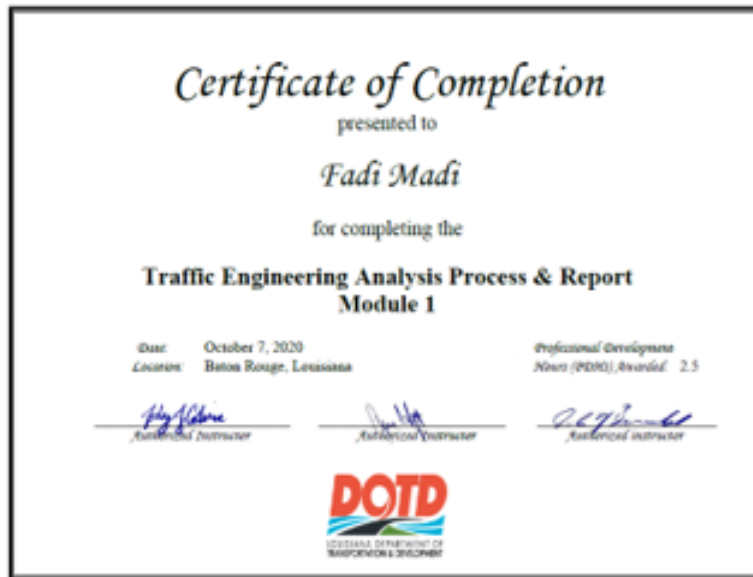 Certificate of Completion
presented to
Fadi Madi
for completing the
Traffic Engineering Analysis Process & Report
Module 1
Date: October 7, 2020
Location: Baton Rouge, Louisiana
Professional Development
Hours (PDH) Awarded: 2.5
Authorized Instructor
Authorized Instructor
Authorized instructor
DOTD
LOUISIANA DEPARTMENT OF
TRANSPORTATION & DEVELOPMENT